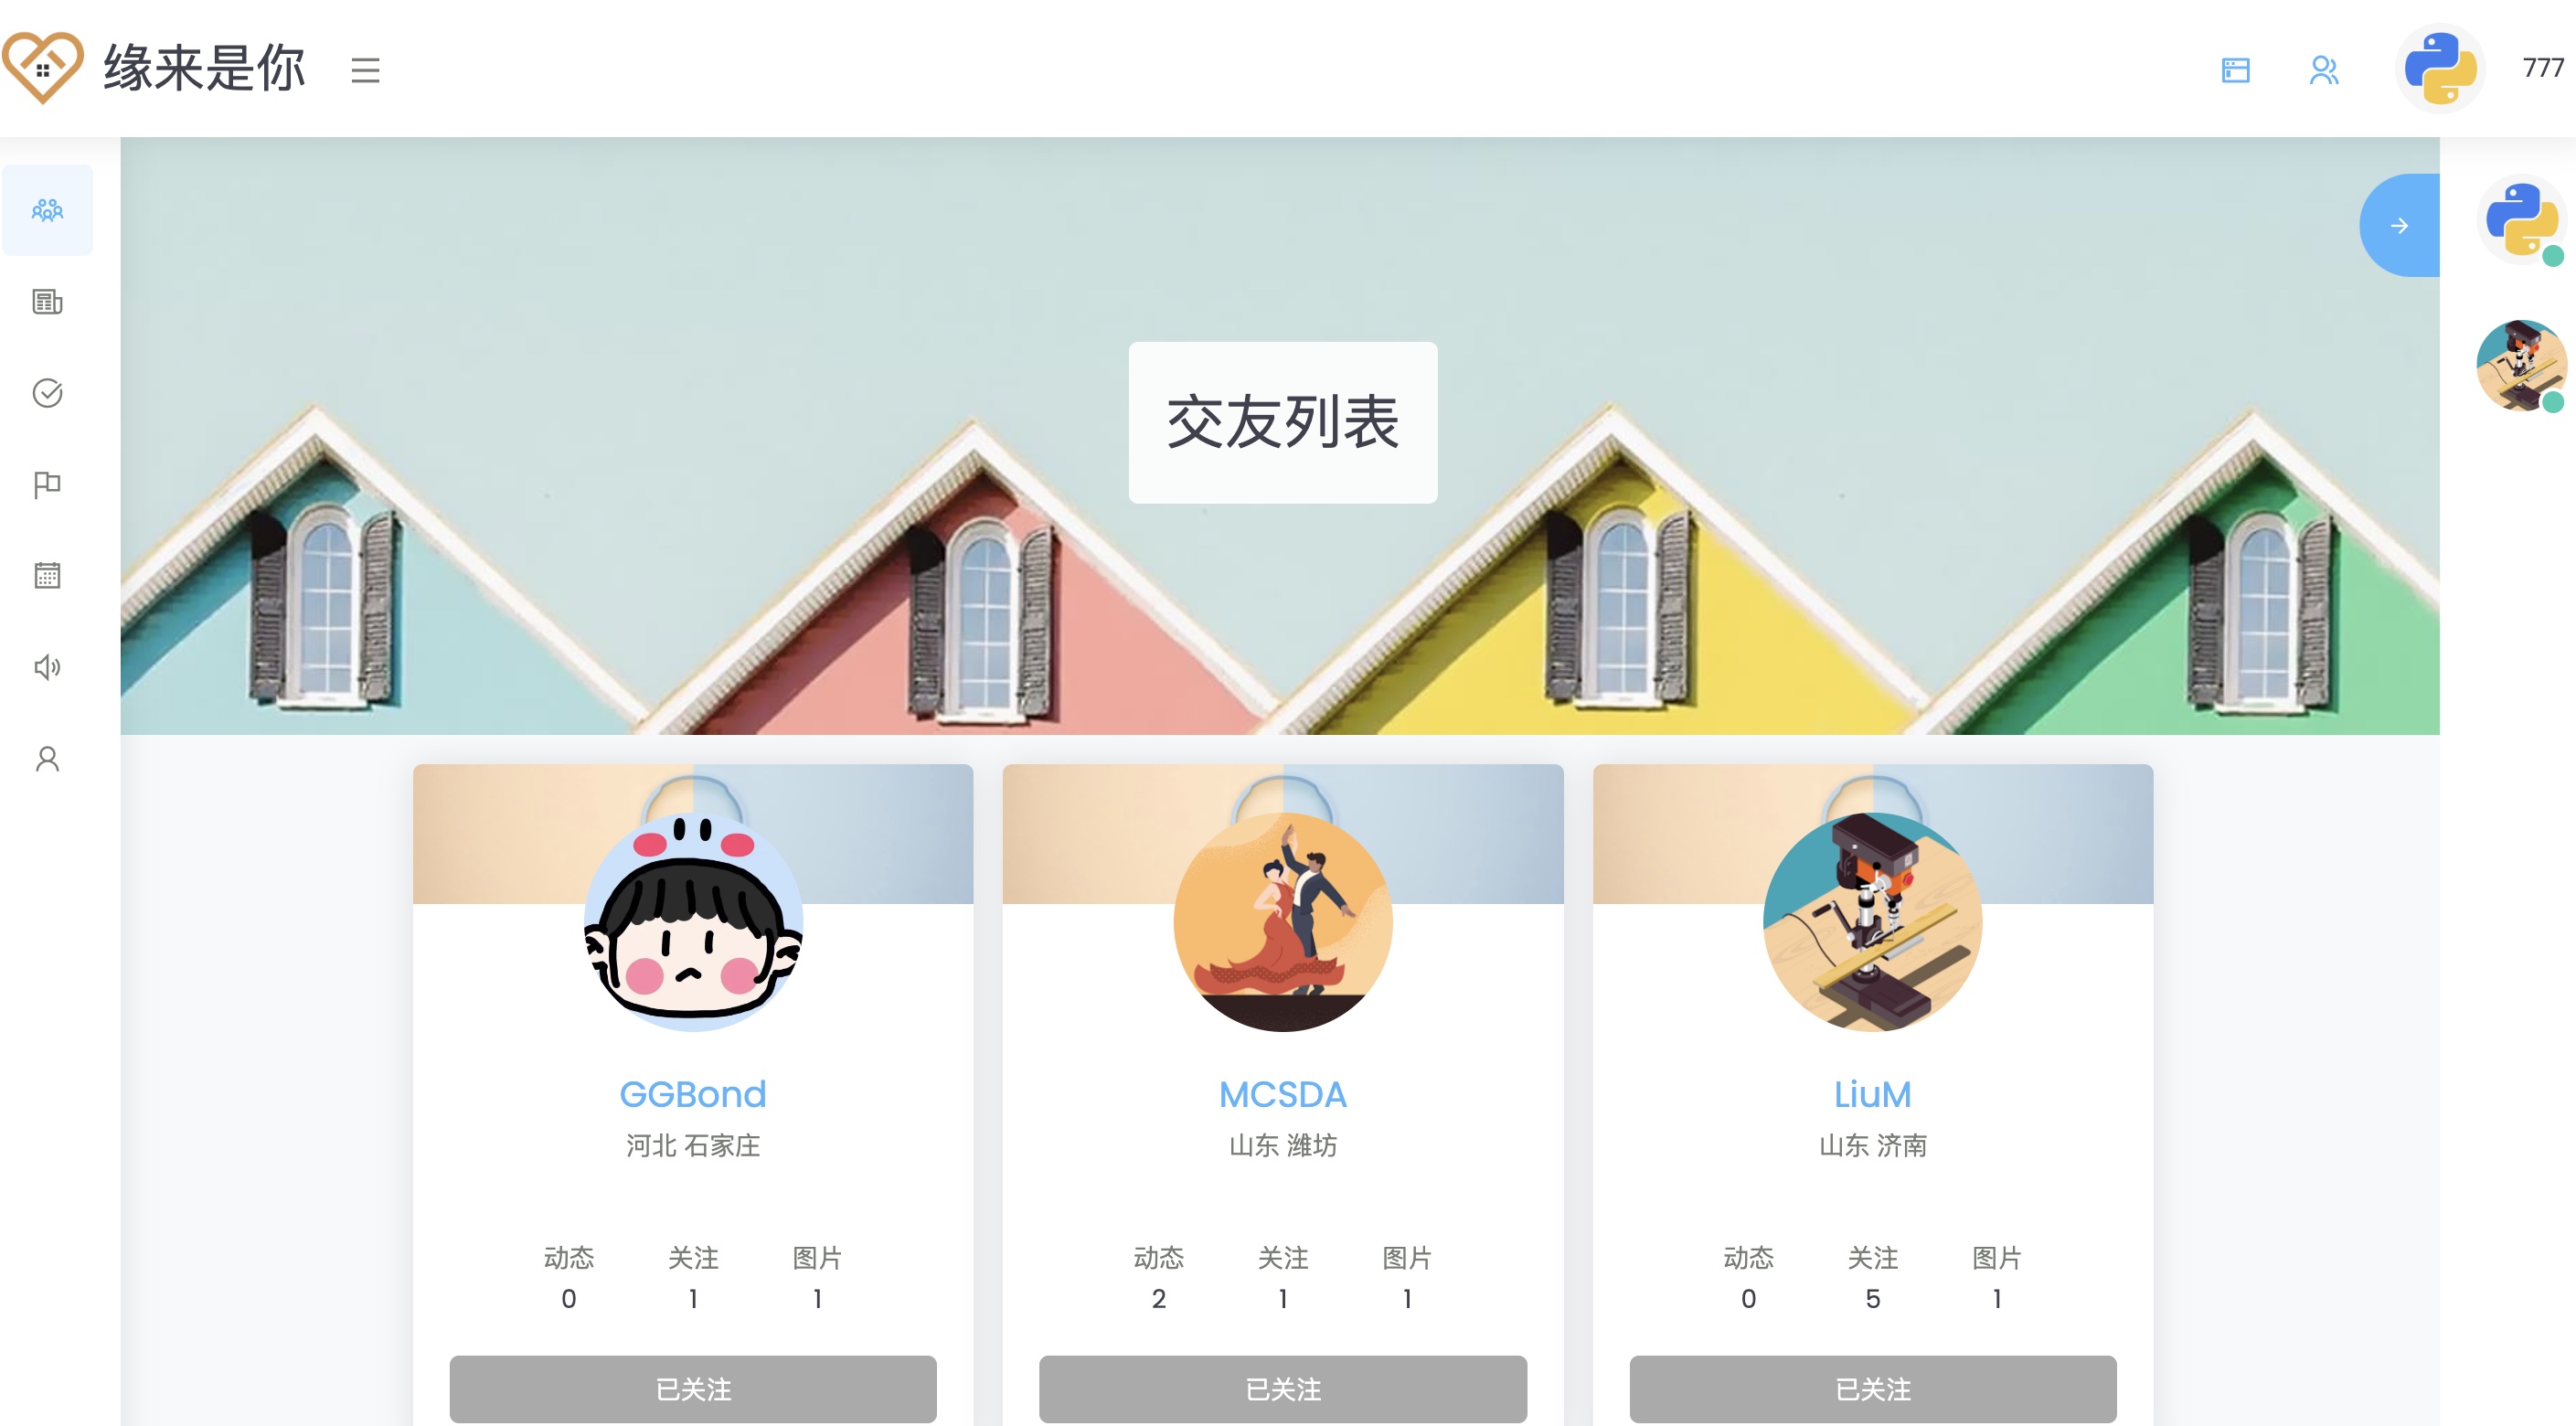 缘来是你
777
交友列表
GGBond
河北 石家庄
动态 关注 图片
0 1 1
已关注
MCSDA
山东 潍坊
动态 关注 图片
2 1 1
已关注
LiuM
山东 济南
动态 关注 图片
0 5 1
已关注